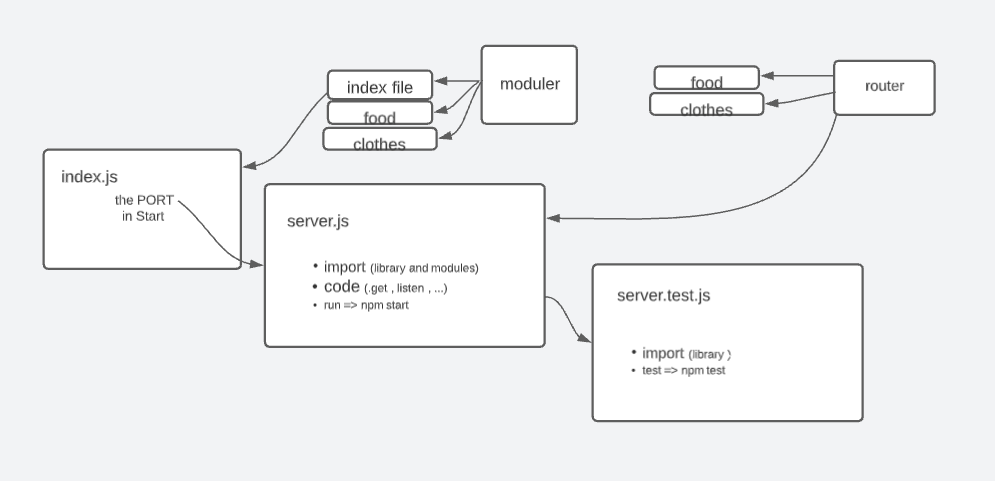 index file
food
clothes
moduler
food
clothes
router
index.js
the PORT
in Start
server.js
• import (library and modules)
• code (.get , listen , ...)
• run => npm start
server.test.js
• import (library )
• test => npm test